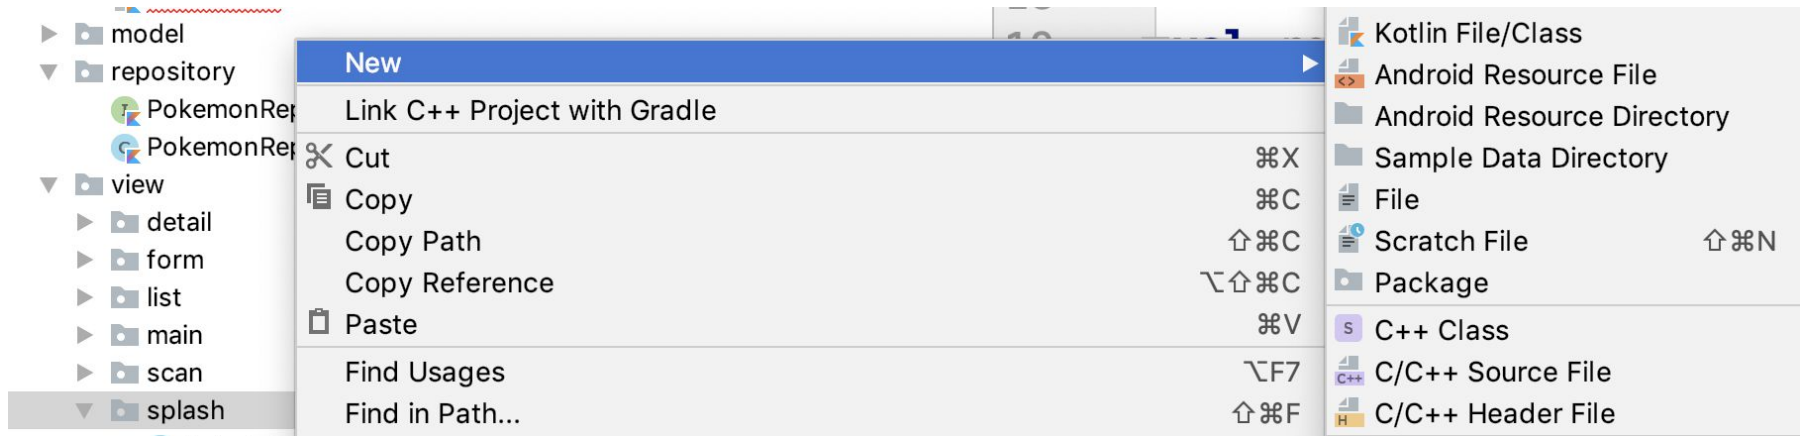 model
repository
PokemonRep
PokemonRep
view
detail
form
list
main
scan
splash
New
Link C++ Project with Gradle
Cut ⌘X
Copy ⌘C
Copy Path ⇧⌘C
Copy Reference ⌥⇧⌘C
Paste ⌘V
Find Usages ⌥F7
Find in Path... ⇧⌘F
Kotlin File/Class
Android Resource File
Android Resource Directory
Sample Data Directory
File
Scratch File ⇧⌘N
Package
C++ Class
C/C++ Source File
C/C++ Header File